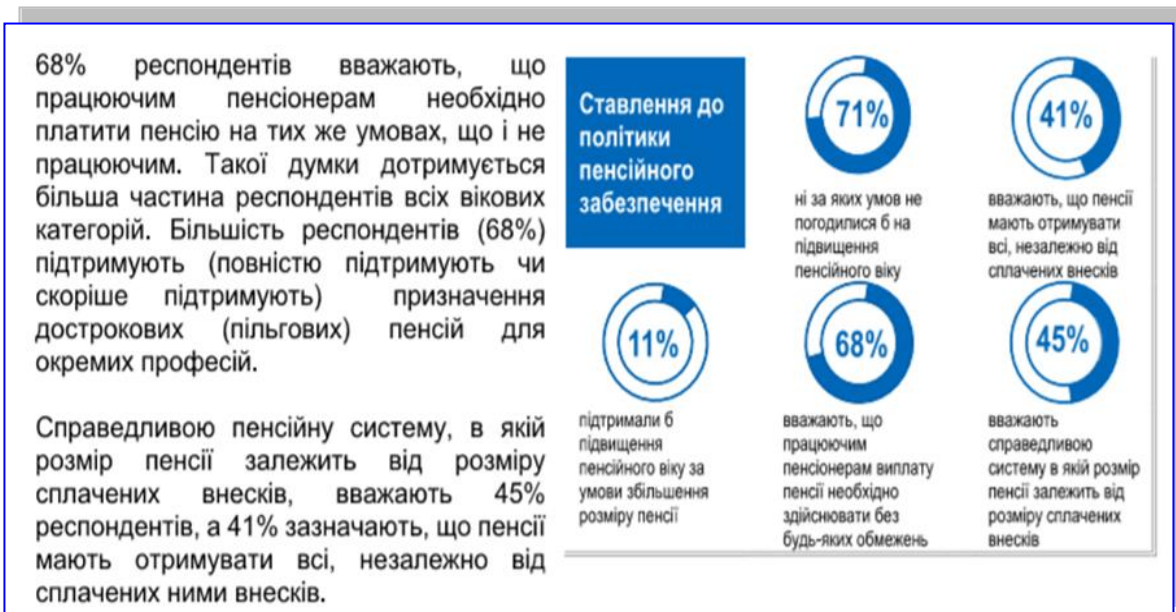 68% респондентів вважають, що
працюючим пенсіонерам необхідно
платити пенсію на тих же умовах, що і не
працюючим. Такої думки дотримується
більша частина респондентів всіх вікових
категорій. Більшість респондентів (68%)
підтримують (повністю підтримують чи
скоріше підтримують) призначення
дострокових (пільгових) пенсій для
окремих професій.
Справедливою пенсійну систему, в якій
розмір пенсії залежить від розміру
сплачених внесків, вважають 45%
респондентів, а 41% зазначають, що пенсії
мають отримувати всі, незалежно від
сплачених ними внесків.
Ставлення до
політики
пенсійного
забезпечення
71%
ні за яких умов не
погодилися б на
підвищення
пенсійного віку
41%
вважають, що пенсії
мають отримувати
всі, незалежно від
сплачених внесків
11%
підтримали б
підвищення
пенсійного віку за
умови збільшення
розміру пенсії
68%
вважають, що
працюючим
пенсіонерам виплату
пенсії необхідно
здійснювати без
будь-яких обмежень
45%
вважають
справедливою
систему в якій розмір
пенсії залежить від
розміру сплачених
внесків